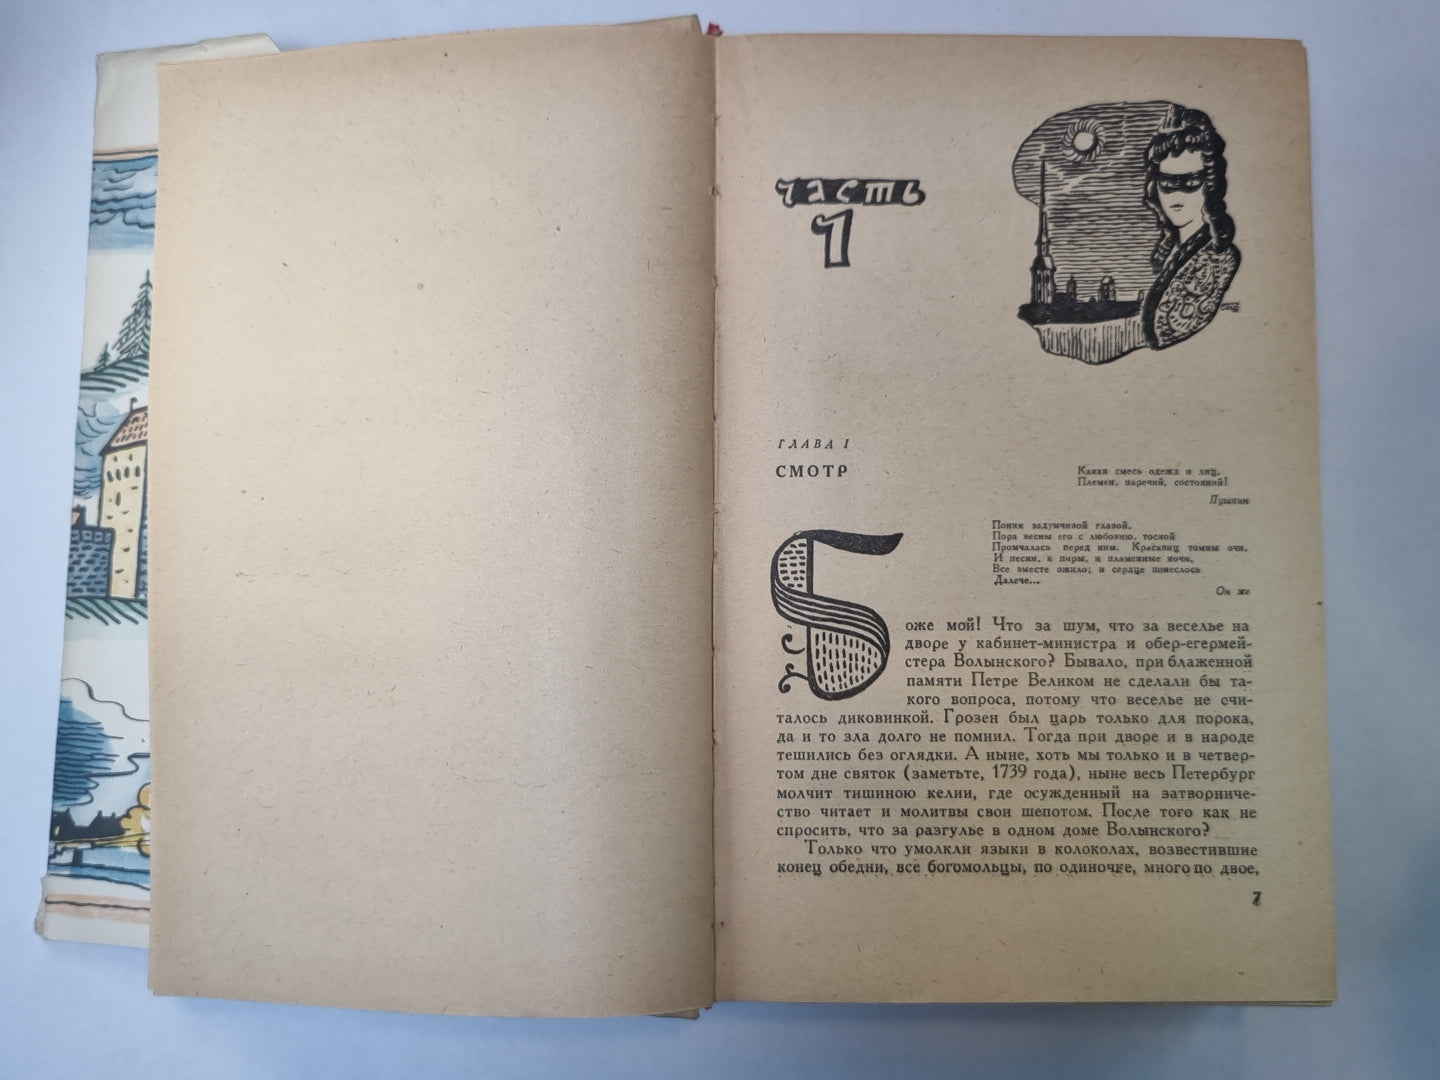 часть
1
ГЛАВА I
СМОТР
Какая смесь одежд и лиц,
Племен, наречий, состояний!
Пушкин
Поник задумчивой главой.
Пора весны его с любовию, тоской
Промчалась перед ним. Красавиц томны очи,
И песни, и пиры, и пламенные ночи,
Все вместе ожило; и сердце понеслось
Далече...
Он же
Боже мой! Что за шум, что за веселье на
дворе у кабинет-министра и обер-егермей-
стера Волынского? Бывало, при блаженной
памяти Петре Великом не сделали бы та-
кого вопроса, потому что веселье не счи-
талось диковинкой. Грозен был царь только для порока,
да и то зла долго не помнил. Тогда при дворе и в народе
тешились без оглядки. А ныне, хоть мы только и в четвер-
том дне святок (заметьте, 1739 года), ныне весь Петербург
молчит тишиною келии, где осужденный на затворниче-
ство читает и молитвы свои шепотом. После того как не
спросить, что за разгулье в одном доме Волынского?
Только что умолкли языки в колоколах, возвестившие
конец обедни, все богомольцы, по одиночке, много по двое,
7